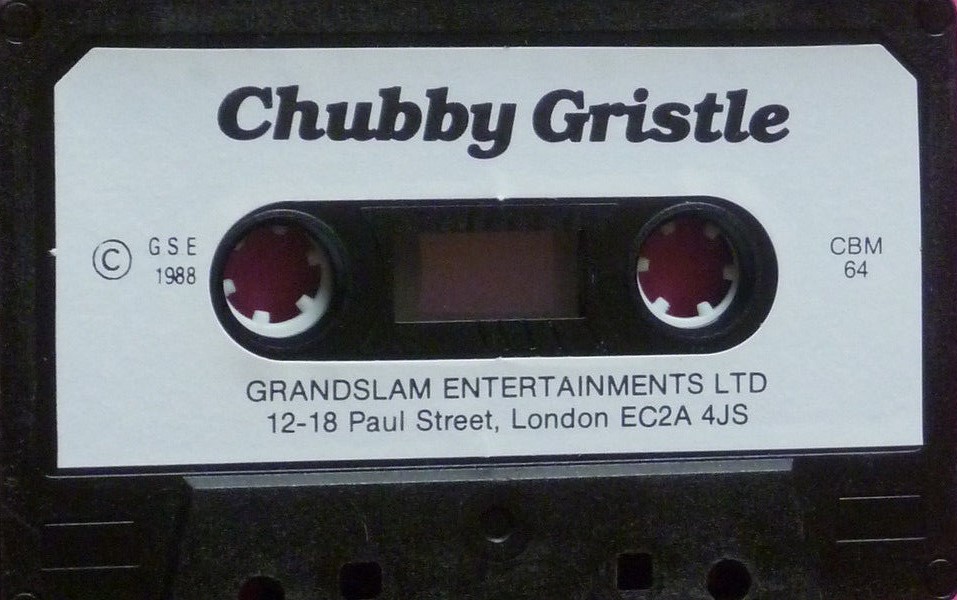 Chubby Gristle
© GSE
1988
CBM
64
GRANDSLAM ENTERTAINMENTS LTD
12-18 Paul Street, London EC2A 4JS